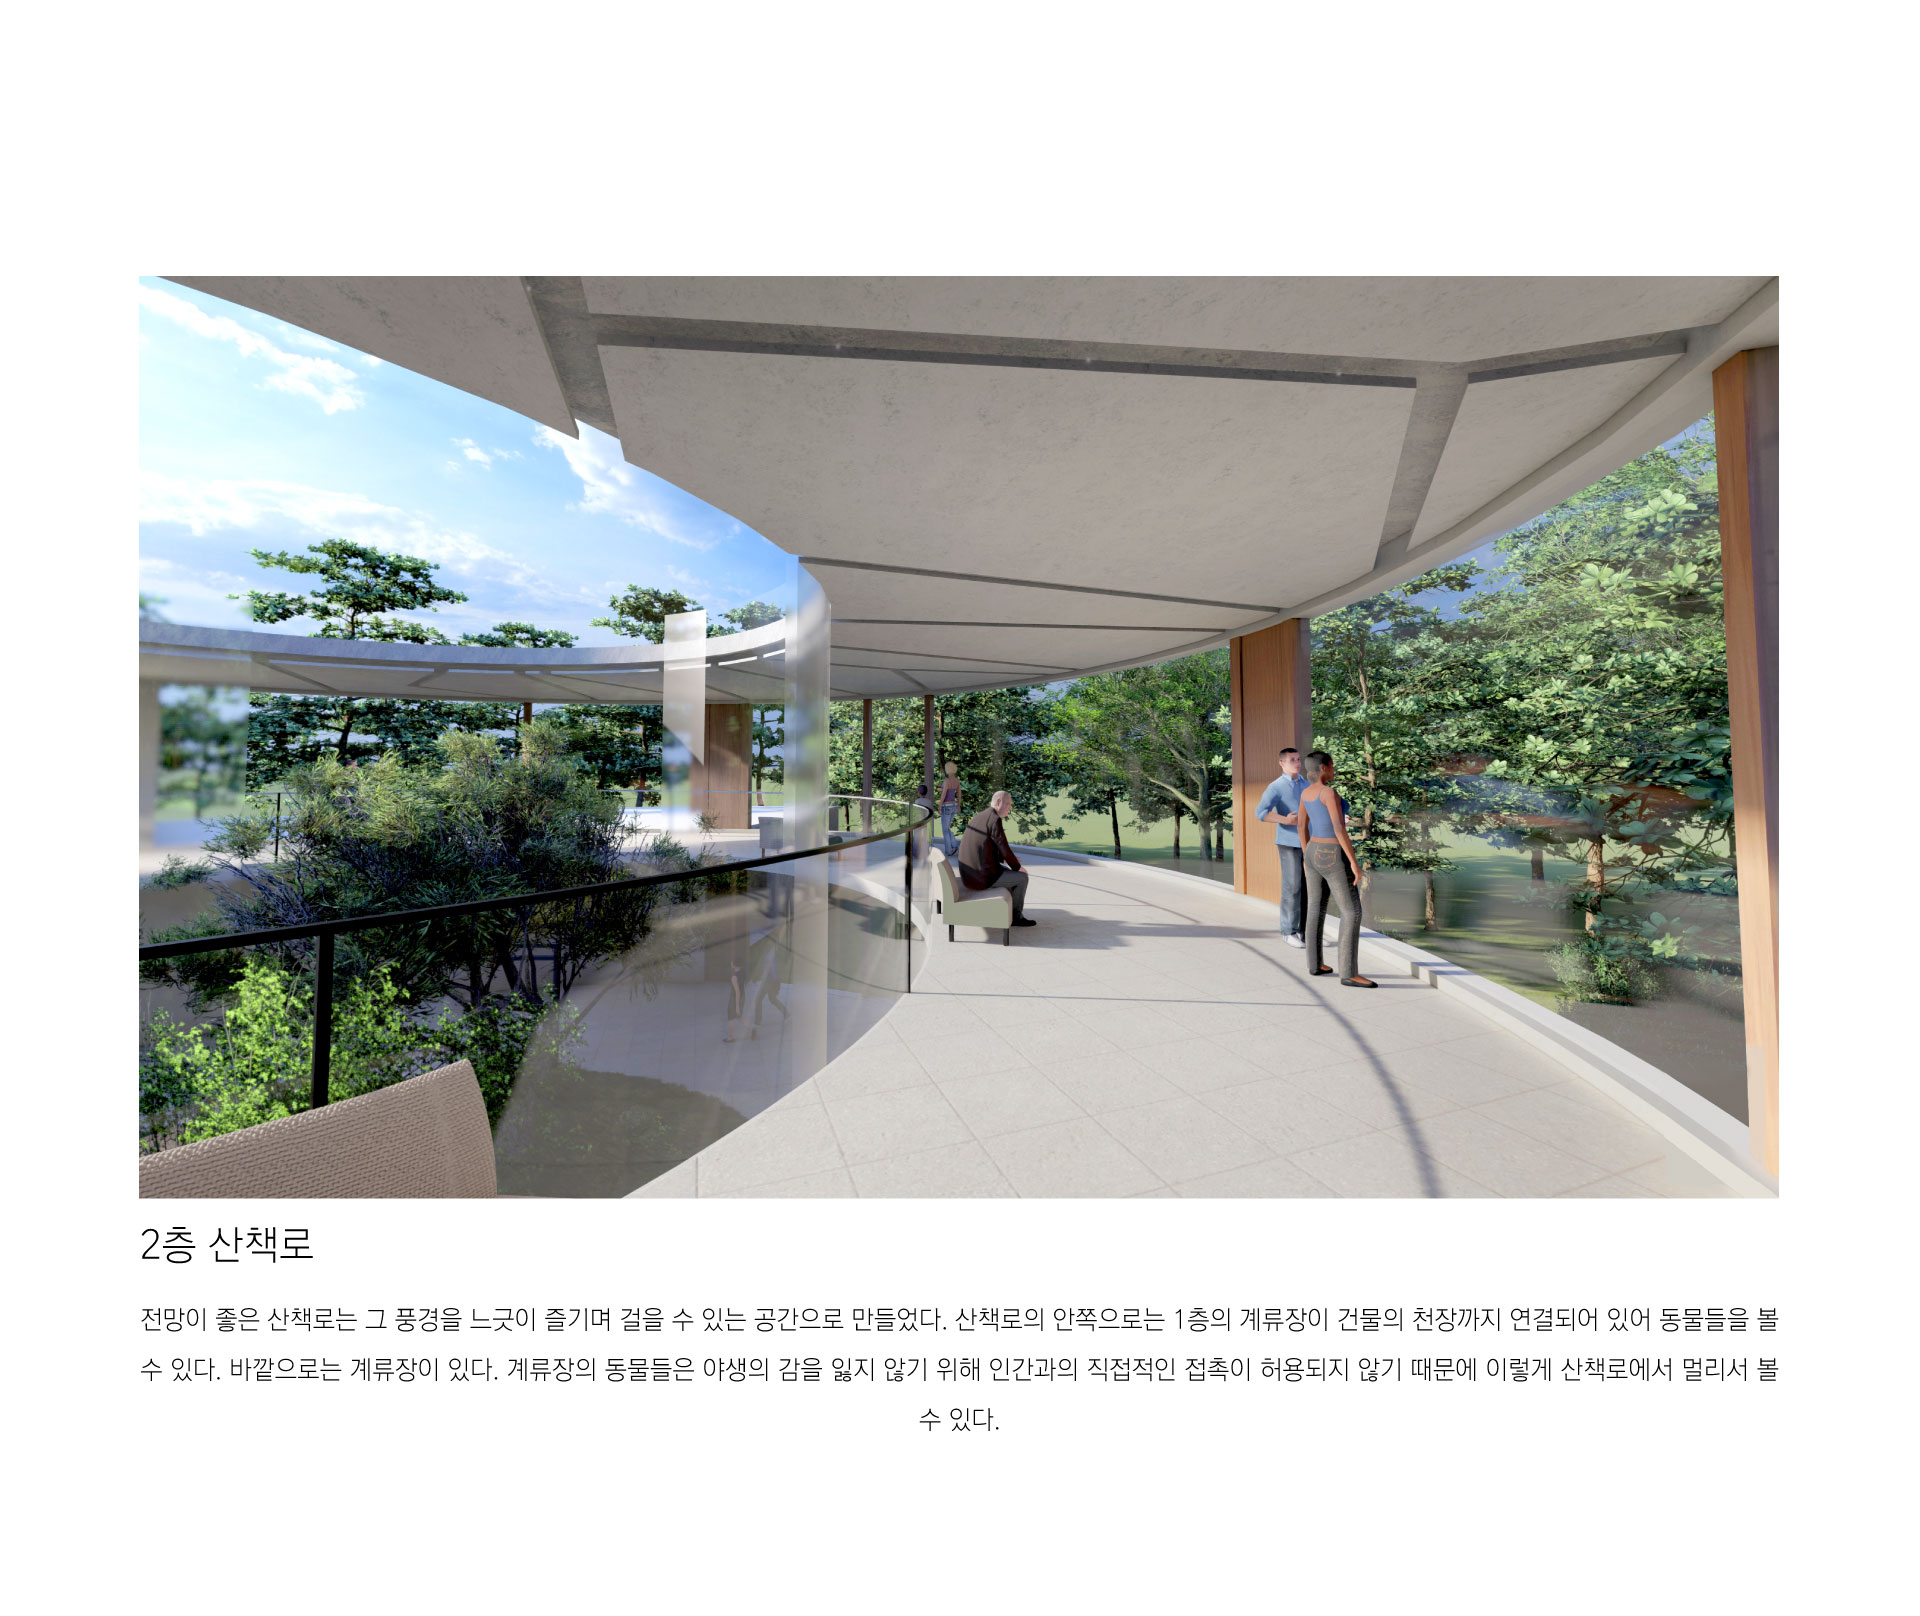 2층 산책로
전망이 좋은 산책로는 그 풍경을 느긋이 즐기며 걸을 수 있는 공간으로 만들었다. 산책로의 안쪽으로는 1층의 계류장이 건물의 천장까지 연결되어 있어 동물들을 볼
수 있다. 바깥으로는 계류장이 있다. 계류장의 동물들은 야생의 감을 잃지 않기 위해 인간과의 직접적인 접촉이 허용되지 않기 때문에 이렇게 산책로에서 멀리서 볼
수 있다.